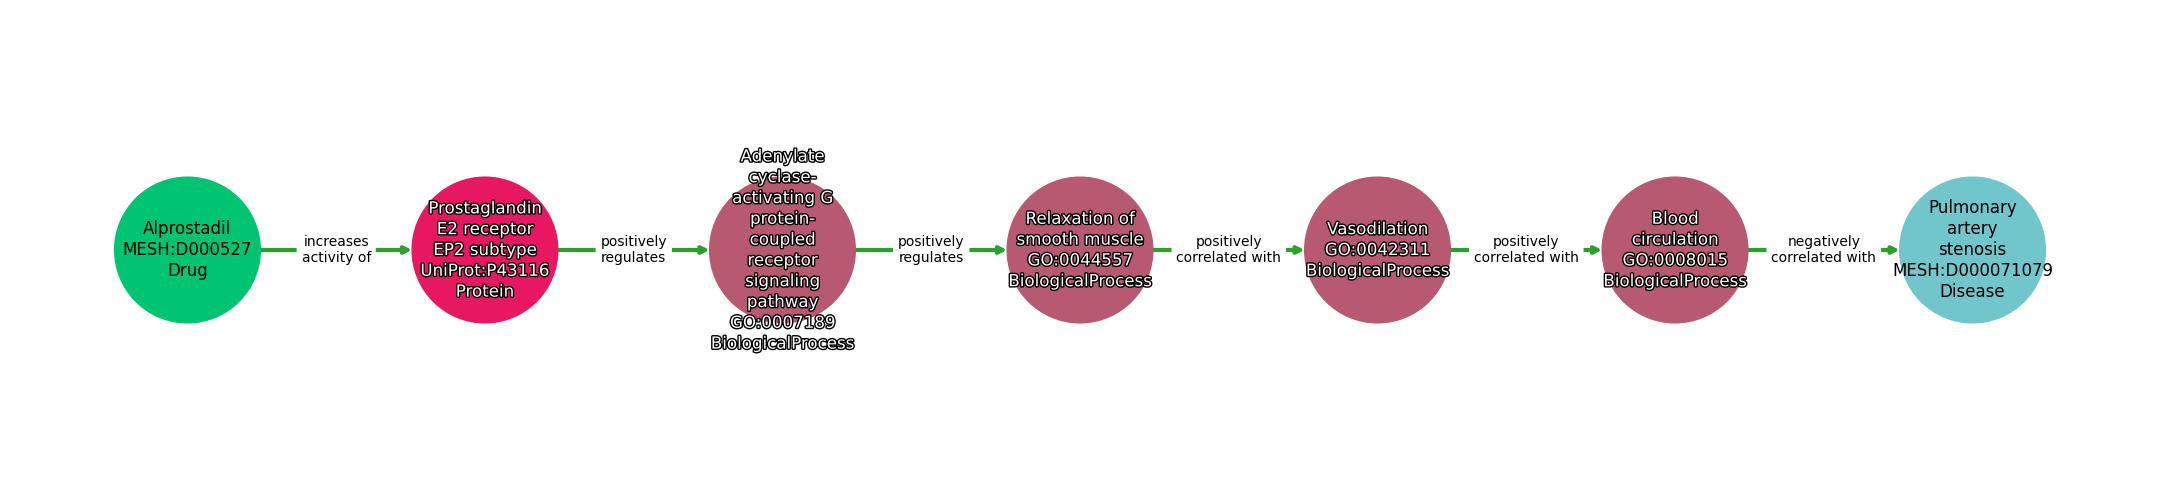 Alprostadil
MESH:D000527
Drug
increases
activity of
Prostaglandin
E2 receptor
EP2 subtype
UniProt:P43116
Protein
positively
regulates
Adenylate
cyclase-
activating G
protein-
coupled
receptor
signaling
pathway
GO:0007189
BiologicalProcess
positively
regulates
Relaxation of
smooth muscle
GO:0044557
BiologicalProcess
positively
correlated with
Vasodilation
GO:0042311
BiologicalProcess
positively
correlated with
Blood
circulation
GO:0008015
BiologicalProcess
negatively
correlated with
Pulmonary
artery
stenosis
MESH:D000071079
Disease